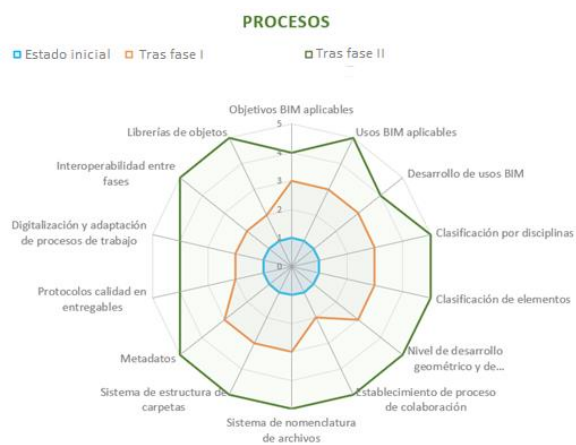 PROCESOS
Estado inicial
Tras fase I
Tras fase II
Objetivos BIM aplicables
Usos BIM aplicables
Desarrollo de usos BIM
Clasificación por disciplinas
Clasificación de elementos
Nivel de desarrollo
geométrico y de...
Establecimiento de proceso
de colaboración
Sistema de nomenclatura
de archivos
Sistema de estructura de
carpetas
Metadatos
Protocolos calidad en
entregables
Digitalización y adaptación
de procesos de trabajo
Interoperabilidad entre
fases
Librerías de objetos
5
4
3
2
1
0